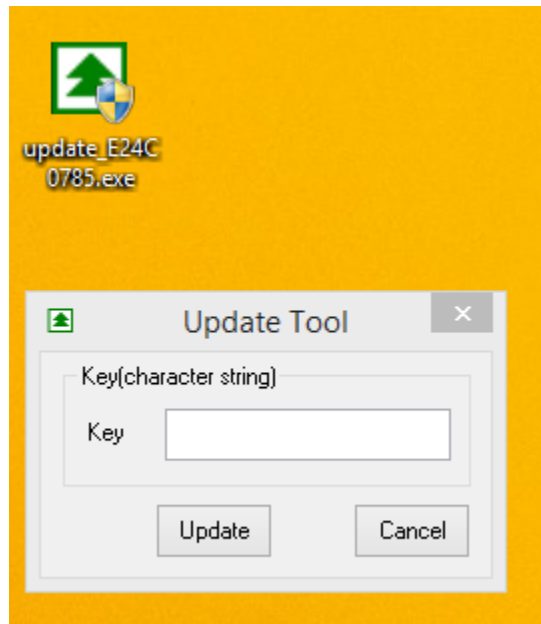 update_E24C
0785.exe
Update Tool
Key(character string)
Key
Update Cancel